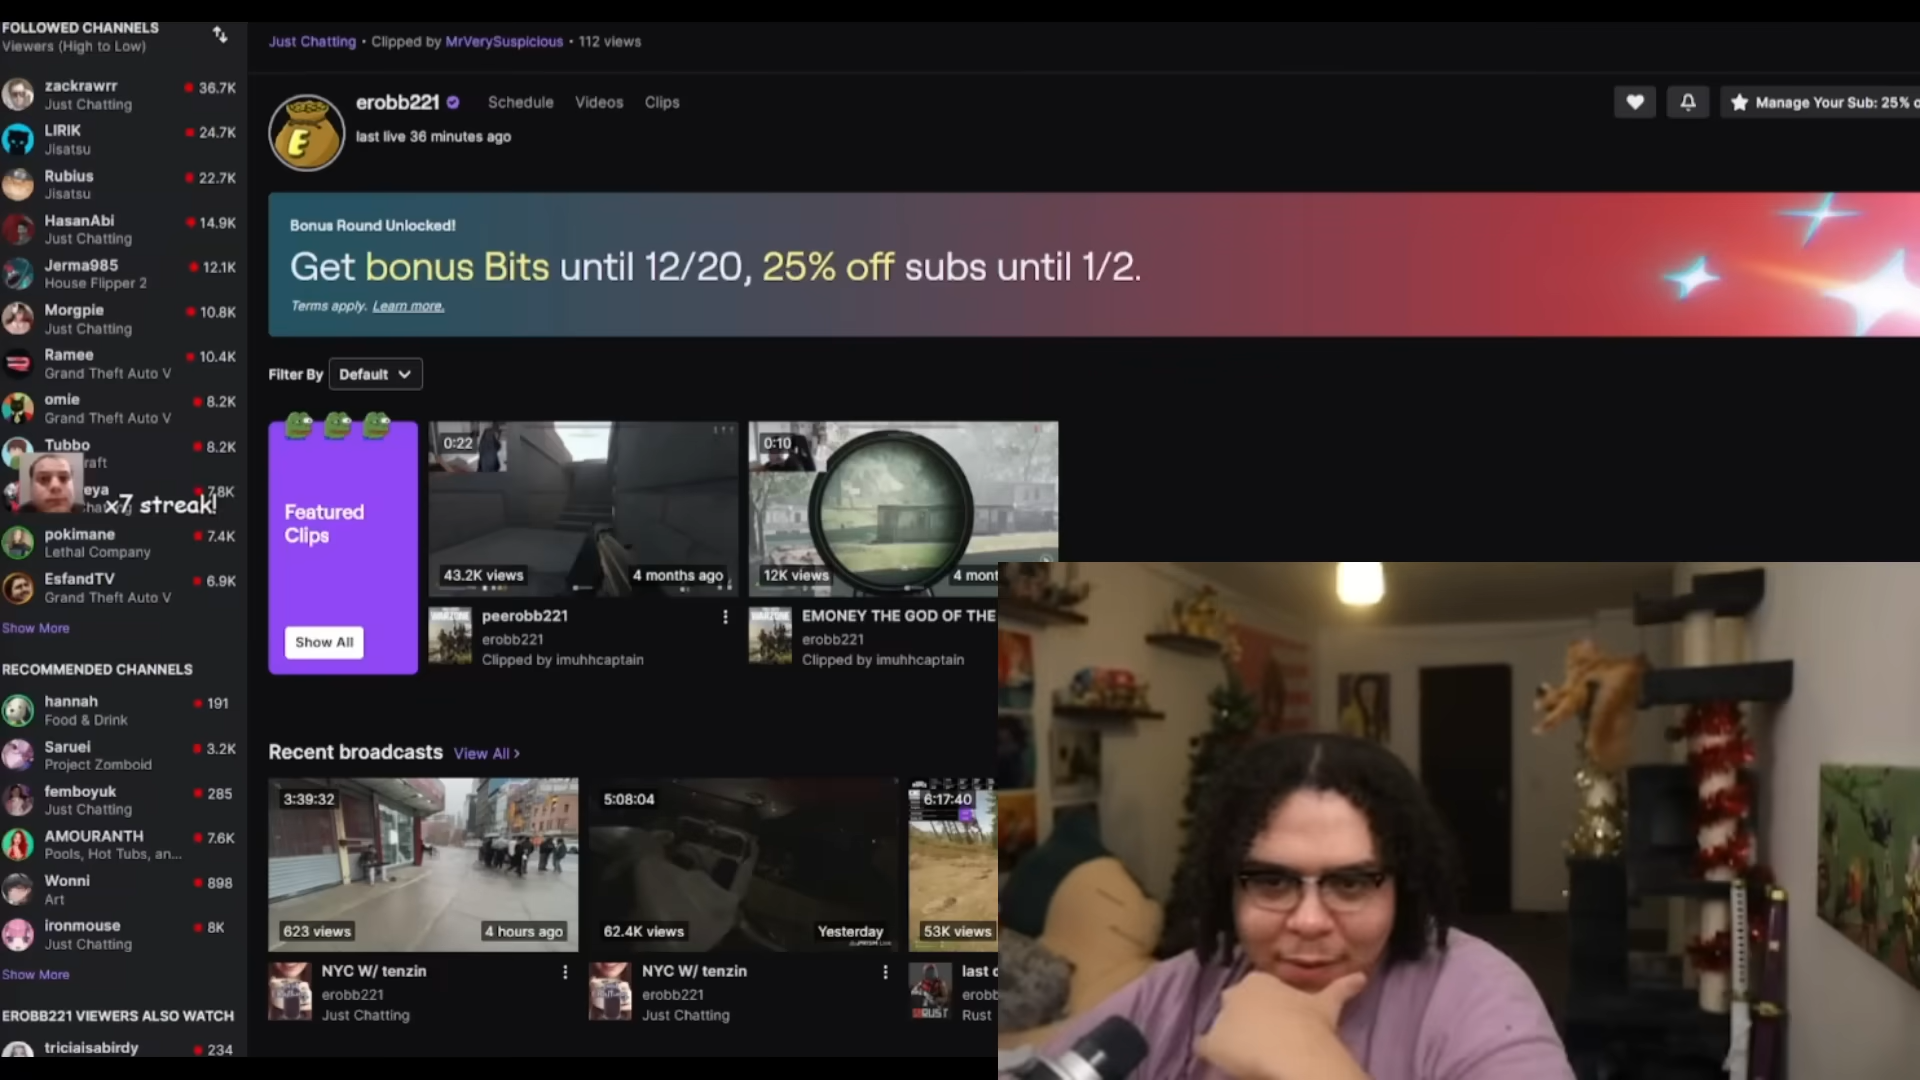 FOLLOWED CHANNELS
Viewers (High to Low)
zackrawrr
Just Chatting
36.7K
LIRIK
Jisatsu
24.7K
Rubius
Jisatsu
22.7K
HasanAbi
Just Chatting
14.9K
Jerma985
House Flipper 2
12.1K
Morgpie
Just Chatting
10.8K
Ramee
Grand Theft Auto V
10.4K
omie
Grand Theft Auto V
8.2K
Tubbo
raft
8.2K
eya
7.8K
x7 streak!
pokimane
Lethal Company
7.4K
EsfandTV
Grand Theft Auto V
6.9K
Show More
RECOMMENDED CHANNELS
hannah
Food & Drink
191
Saruei
Project Zomboid
3.2K
femboyuk
Just Chatting
285
AMOURANTH
Pools, Hot Tubs, an...
7.6K
Wonni
Art
898
ironmouse
Just Chatting
8K
Show More
EROBB221 VIEWERS ALSO WATCH
triciaisabirdy
234
Just Chatting • Clipped by MrVerySuspicious • 112 views
erobb221 Schedule Videos Clips
last live 36 minutes ago
Manage Your Sub: 25% o
Bonus Round Unlocked!
Get bonus Bits until 12/20, 25% off subs until 1/2.
Terms apply. Learn more.
Filter By Default
Featured
Clips
Show All
0:22
43.2K views
4 months ago
peerobb221
erobb221
Clipped by imuhhcaptain
0:10
12K views
4 mont
EMONEY THE GOD OF THE
erobb221
Clipped by imuhhcaptain
Recent broadcasts View All
3:39:32
623 views
4 hours ago
NYC W/ tenzin
erobb221
Just Chatting
5:08:04
62.4K views
Yesterday
NYC W/ tenzin
erobb221
Just Chatting
6:17:40
53K views
last
erobb
Rust
RUST